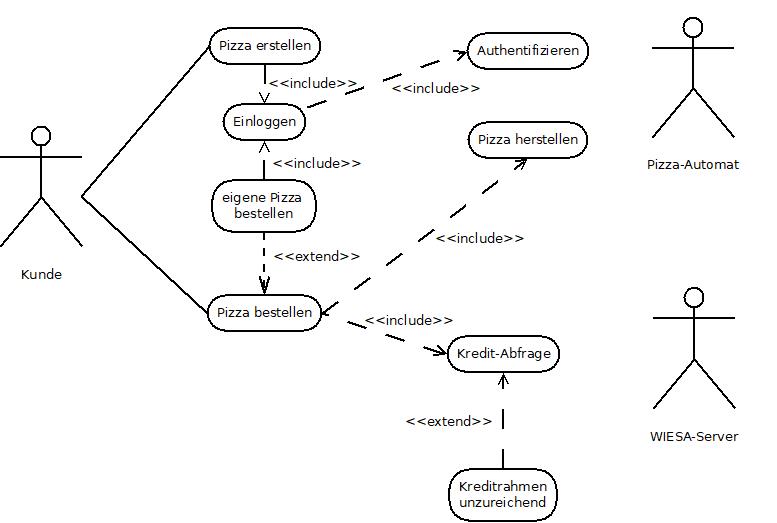 Pizza erstellen
Authentifizieren
<<include>>
<<include>>
Einloggen
Pizza herstellen
<<include>>
Pizza-Automat
eigene Pizza
bestellen
<<include>>
<<extend>>
Kunde
Pizza bestellen
<<include>>
Kredit-Abfrage
<<extend>>
WIESA-Server
Kreditrahmen
unzureichend